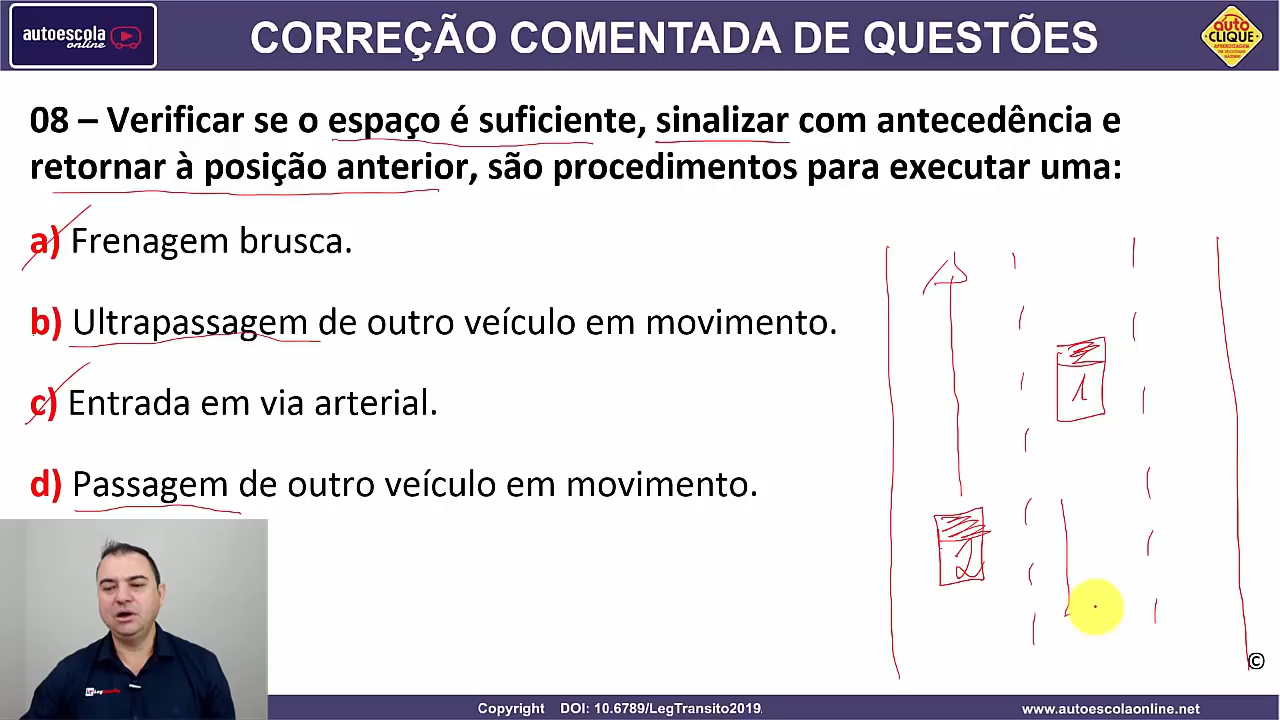 autoescola
online
CORREÇÃO COMENTADA DE QUESTÕES
auto
CLIQUE
08 – Verificar se o espaço é suficiente, sinalizar com antecedência e
retornar à posição anterior, são procedimentos para executar uma:
a) Frenagem brusca.
b) Ultrapassagem de outro veículo em movimento.
c) Entrada em via arterial.
d) Passagem de outro veículo em movimento.
1
2
©
Copyright DOI: 10.6789/LegTransito2019.
www.autoescolaonline.net